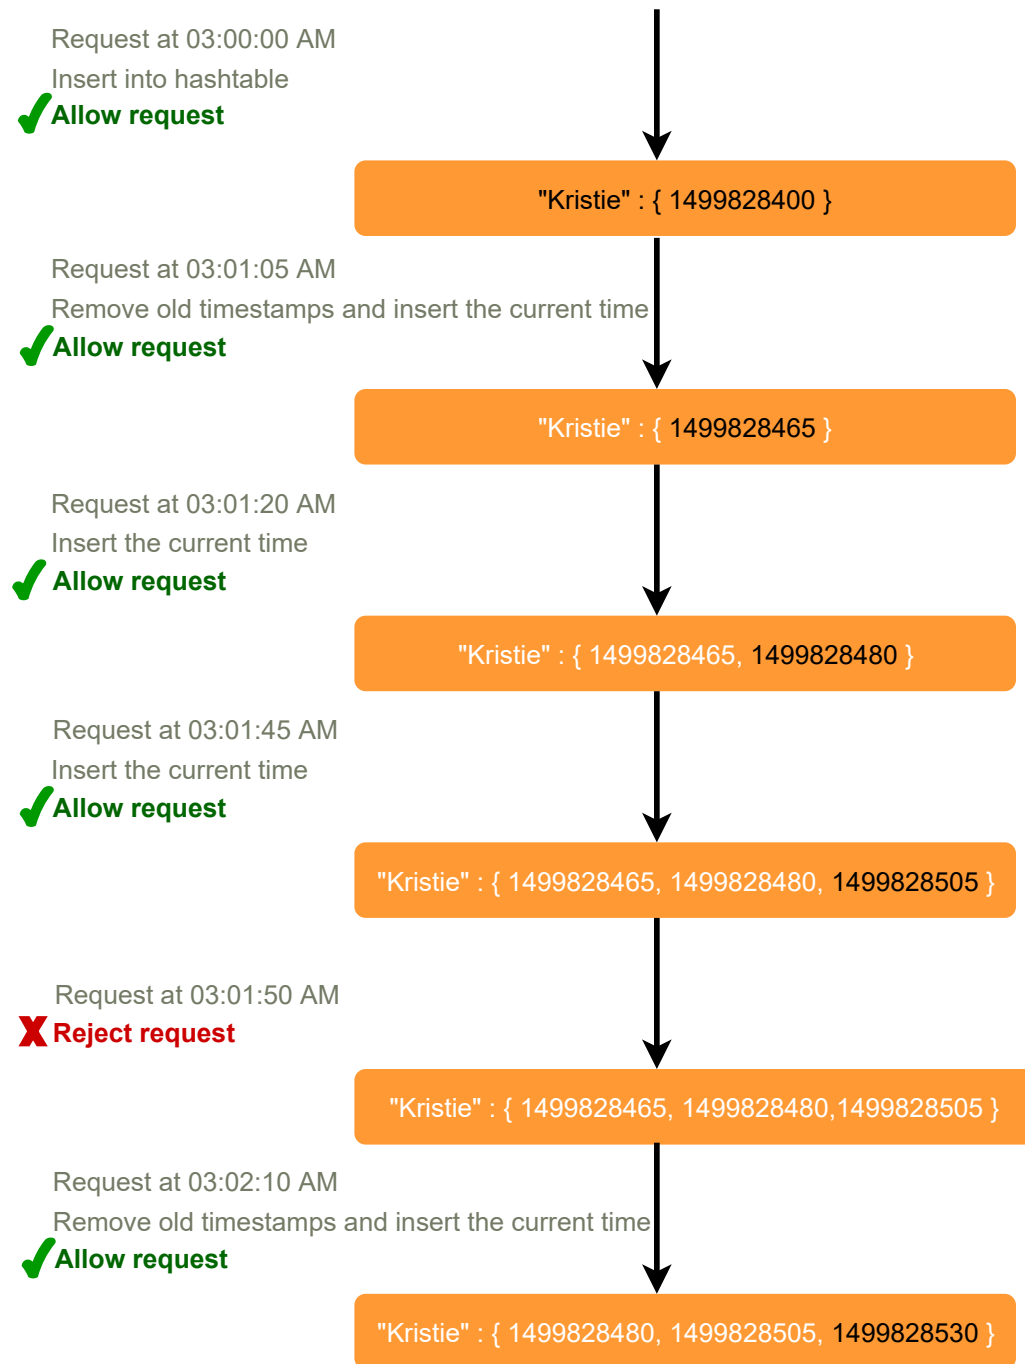 Request at 03:00:00 AM
Insert into hashtable
Allow request
"Kristie" : { 1499828400 }
Request at 03:01:05 AM
Remove old timestamps and insert the current time
Allow request
"Kristie" : { 1499828465 }
Request at 03:01:20 AM
Insert the current time
Allow request
"Kristie" : { 1499828465, 1499828480 }
Request at 03:01:45 AM
Insert the current time
Allow request
"Kristie" : { 1499828465, 1499828480, 1499828505 }
Request at 03:01:50 AM
Reject request
"Kristie" : { 1499828465, 1499828480,1499828505 }
Request at 03:02:10 AM
Remove old timestamps and insert the current time
Allow request
"Kristie" : { 1499828480, 1499828505, 1499828530 }